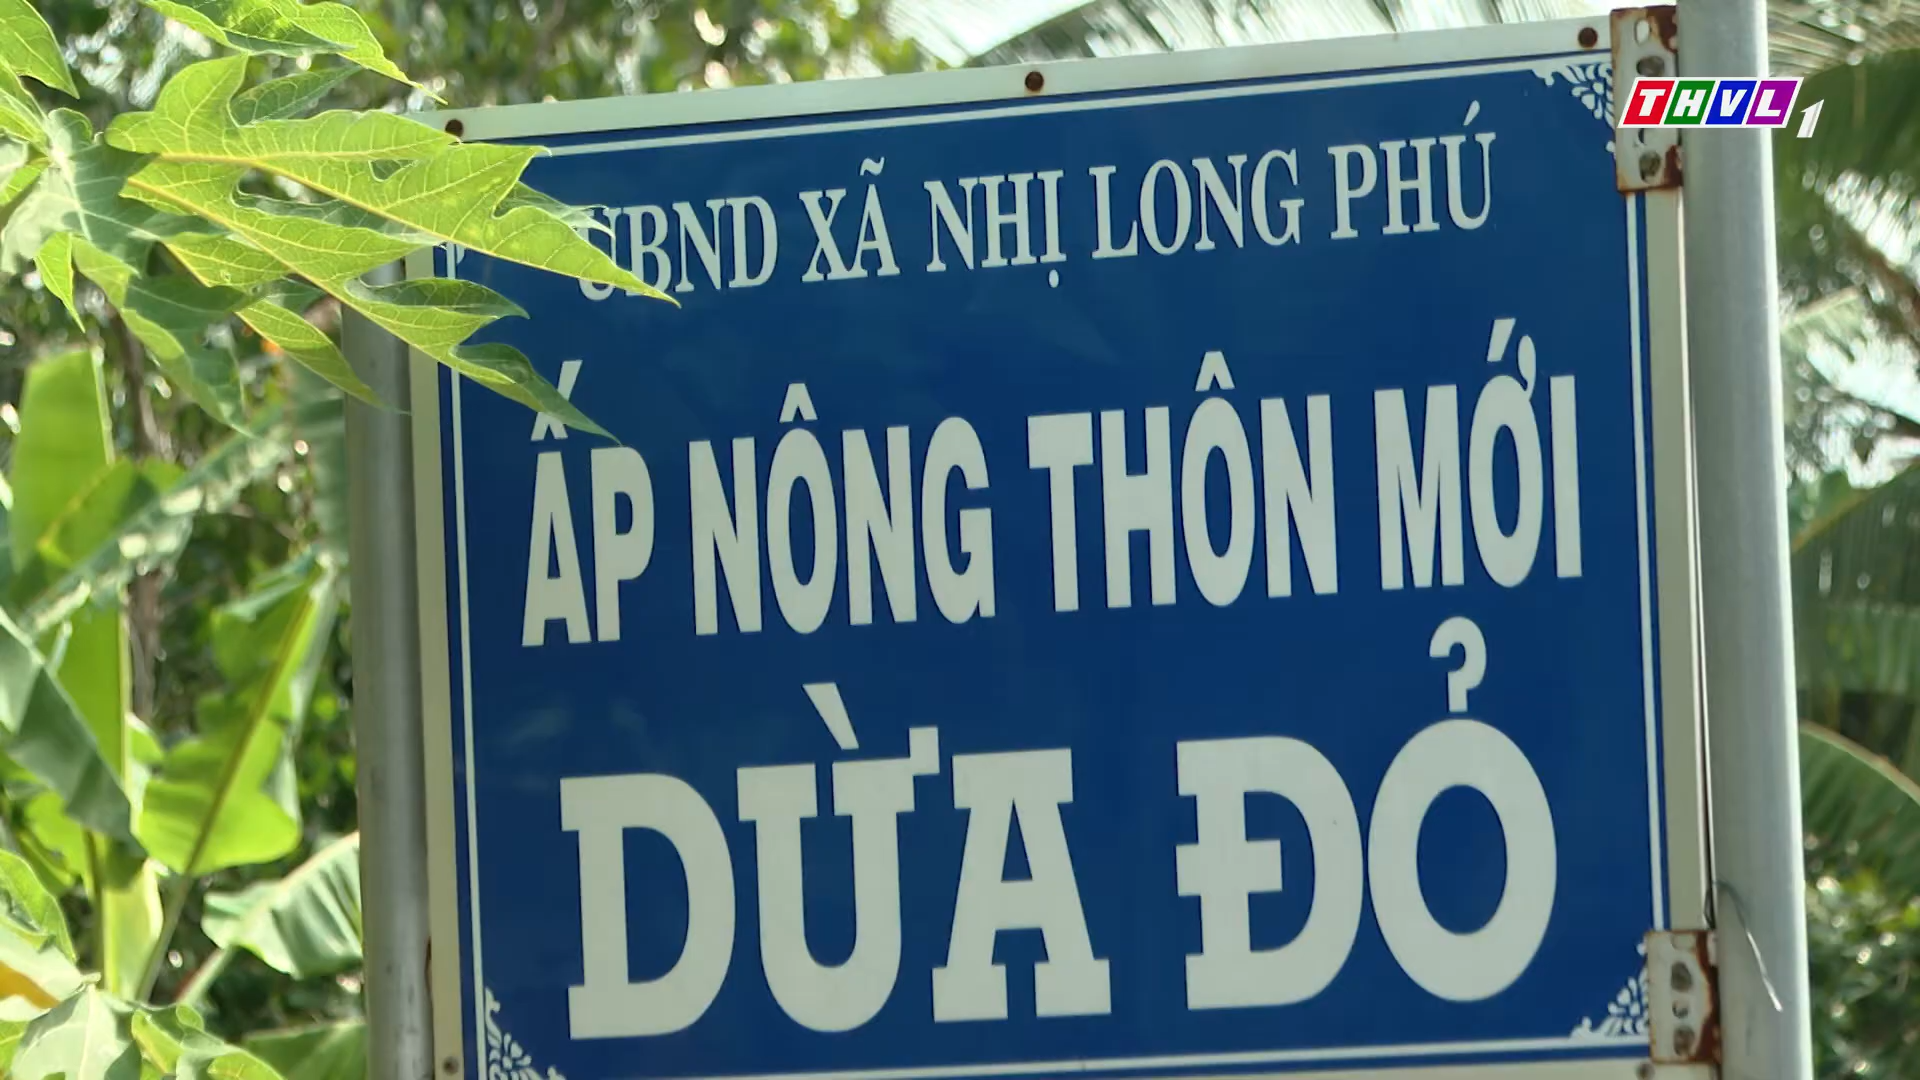 THVL1
UBND XÃ NHỊ LONG PHÚ
ẤP NÔNG THÔN MỚI
DỪA ĐỎ